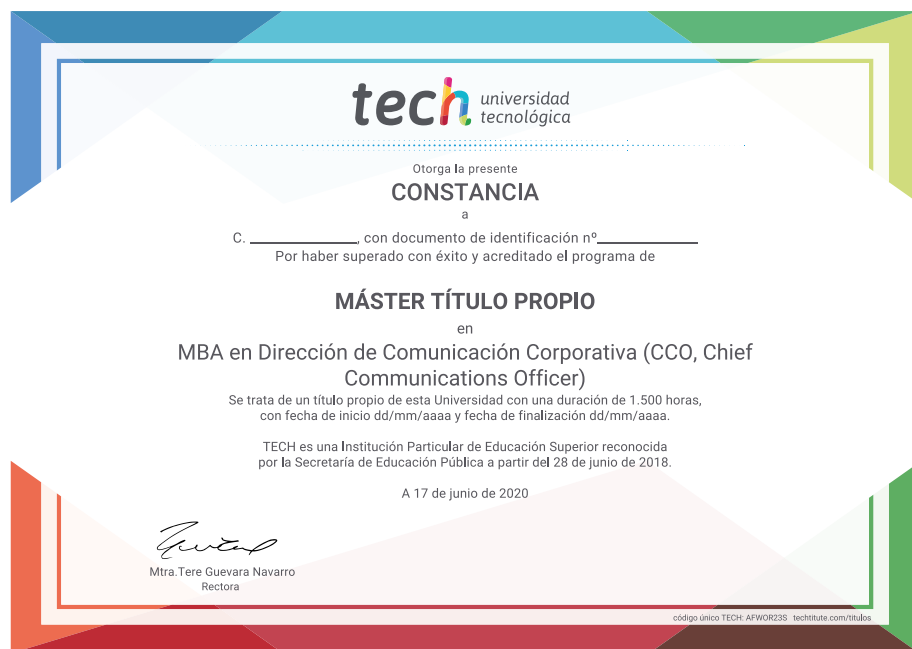 tech universidad
tecnológica
Otorga la presente
CONSTANCIA
a
C. ____________, con documento de identificación nº____________
Por haber superado con éxito y acreditado el programa de
MÁSTER TÍTULO PROPIO
en
MBA en Dirección de Comunicación Corporativa (CCO, Chief
Communications Officer)
Se trata de un título propio de esta Universidad con una duración de 1.500 horas,
con fecha de inicio dd/mm/aaaa y fecha de finalización dd/mm/aaaa.
TECH es una Institución Particular de Educación Superior reconocida
por la Secretaría de Educación Pública a partir del 28 de junio de 2018.
A 17 de junio de 2020
Mtra.Tere Guevara Navarro
Rectora
código único TECH: AFWOR23S techtitute.com/titulos